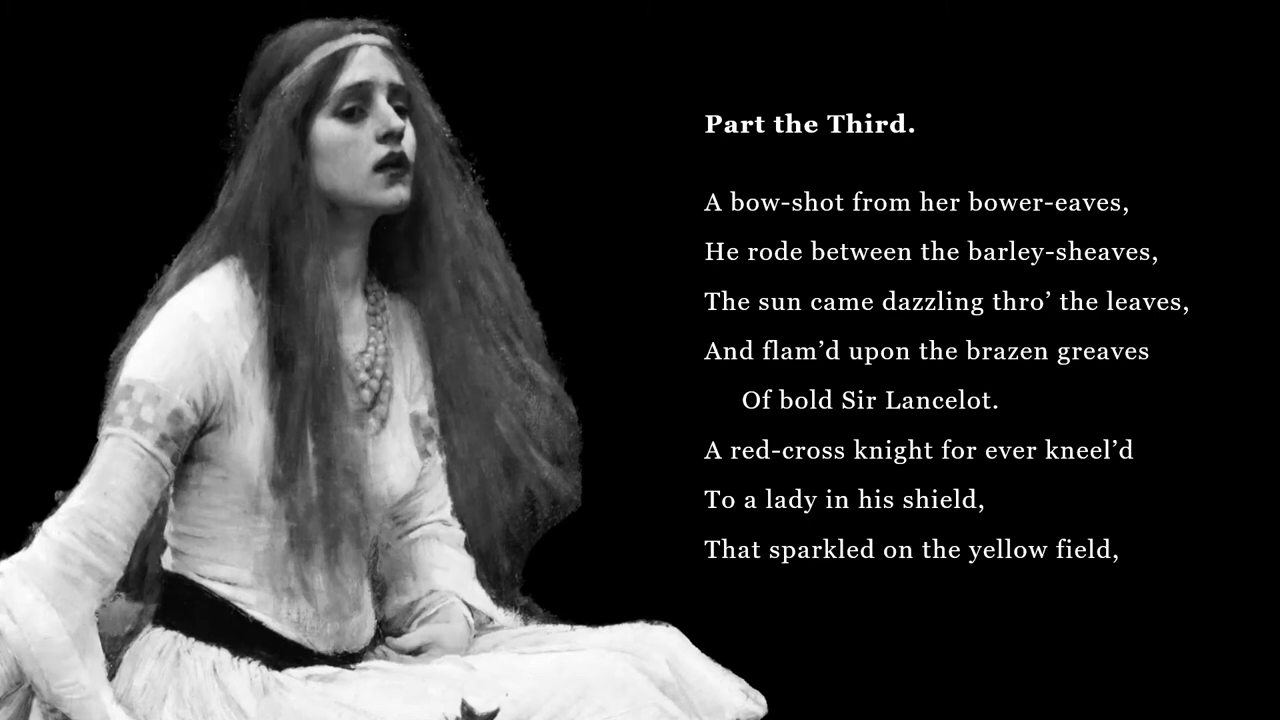 Part the Third.
A bow-shot from her bower-eaves,
He rode between the barley-sheaves,
The sun came dazzling thro’ the leaves,
And flam’d upon the brazen greaves
Of bold Sir Lancelot.
A red-cross knight for ever kneel’d
To a lady in his shield,
That sparkled on the yellow field,